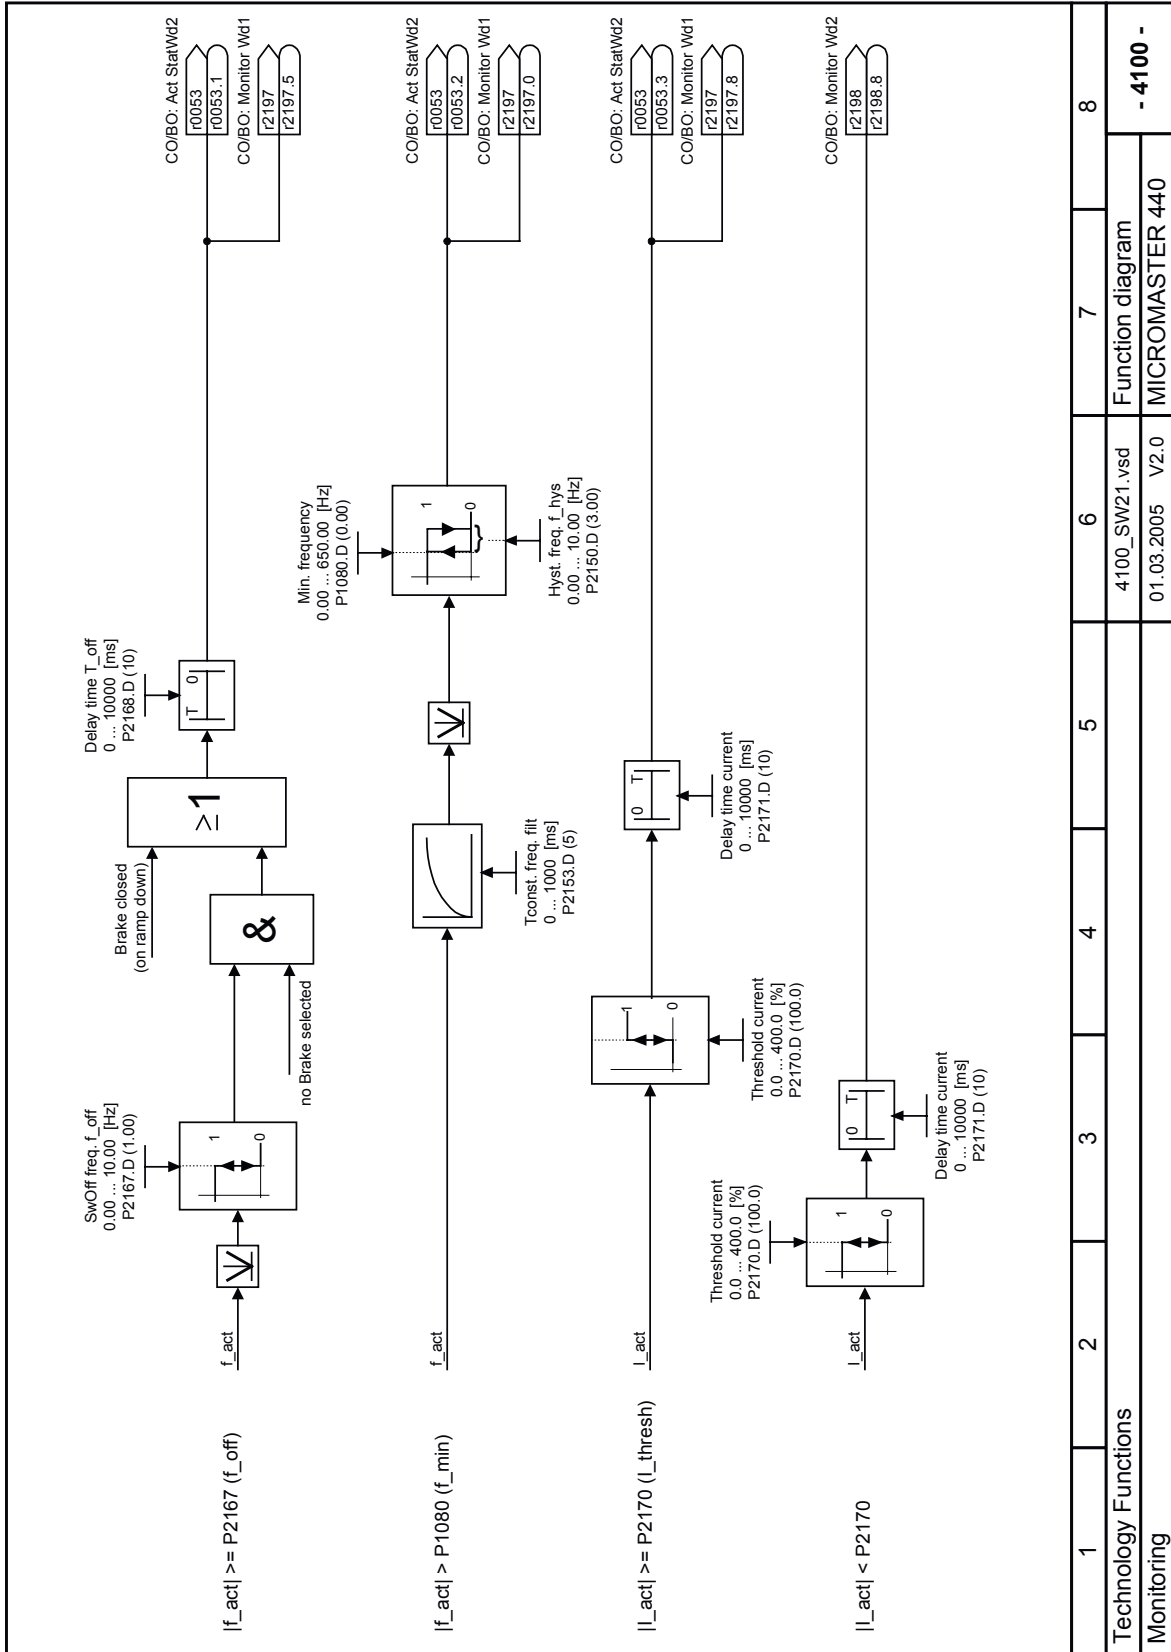 |f_act| >= P2167 (f_off)
f_act
SwOff freq. f_off
0.00 ... 10.00 [Hz]
P2167.D (1.00)
1
0
no Brake selected
&
Brake closed
(on ramp down)
≥1
Delay time T_off
0 ... 10000 [ms]
P2168.D (10)
T 0
CO/BO: Act StatWd2
r0053
r0053.1
CO/BO: Monitor Wd1
r2197
r2197.5
|f_act| > P1080 (f_min)
f_act
Tconst. freq. filt
0 ... 1000 [ms]
P2153.D (5)
Min. frequency
0.00 ... 650.00 [Hz]
P1080.D (0.00)
1
0
}
Hyst. freq. f_hys
0.00 ... 10.00 [Hz]
P2150.D (3.00)
CO/BO: Act StatWd2
r0053
r0053.2
CO/BO: Monitor Wd1
r2197
r2197.0
|I_act| >= P2170 (I_thresh)
I_act
1
0
Threshold current
0.0 ... 400.0 [%]
P2170.D (100.0)
0 T
Delay time current
0 ... 10000 [ms]
P2171.D (10)
CO/BO: Act StatWd2
r0053
r0053.3
CO/BO: Monitor Wd1
r2197
r2197.8
|I_act| < P2170
I_act
Threshold current
0.0 ... 400.0 [%]
P2170.D (100.0)
1
0
0 T
Delay time current
0 ... 10000 [ms]
P2171.D (10)
CO/BO: Monitor Wd2
r2198
r2198.8
1 2 3 4 5 6 7 8
Technology Functions
4100_SW21.vsd
Function diagram
- 4100 -
Monitoring
01.03.2005 V2.0
MICROMASTER 440